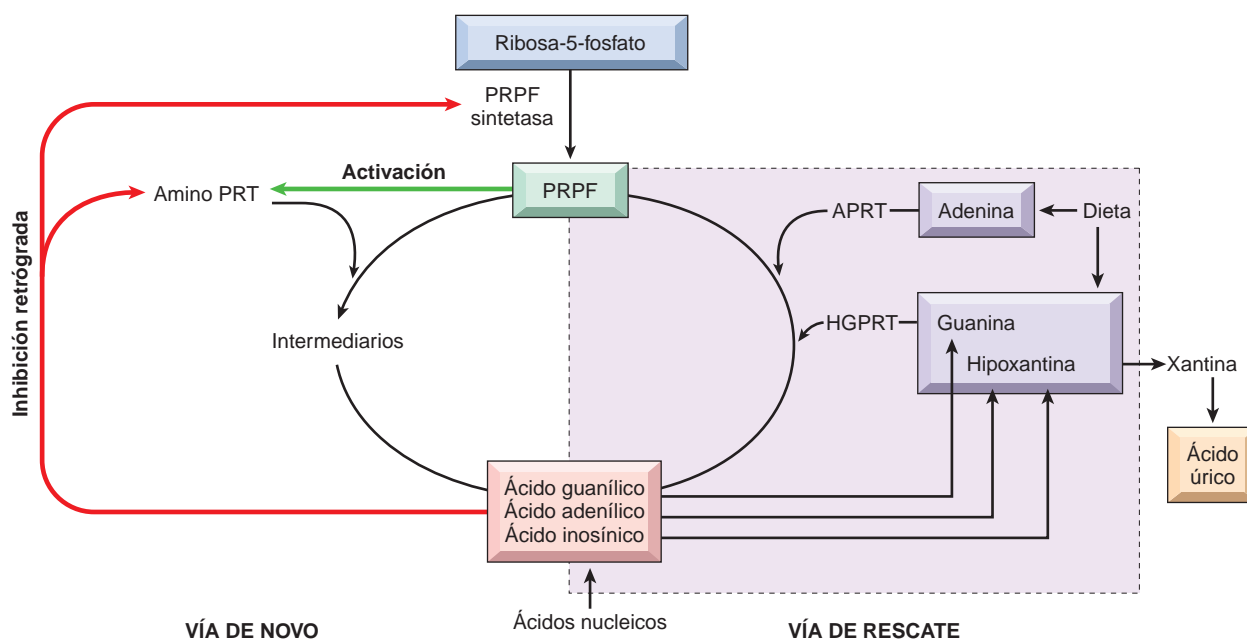 Ribosa-5-fosfato
PRPF
sintetasa
Activación
Amino PRT
PRPF
APRT
Adenina
Dieta
Inhibición retrógrada
Intermediarios
HGPRT
Guanina
Hipoxantina
Xantina
Ácido guanílico
Ácido adenílico
Ácido inosínico
Ácido
úrico
Ácidos nucleicos
VÍA DE NOVO
VÍA DE RESCATE